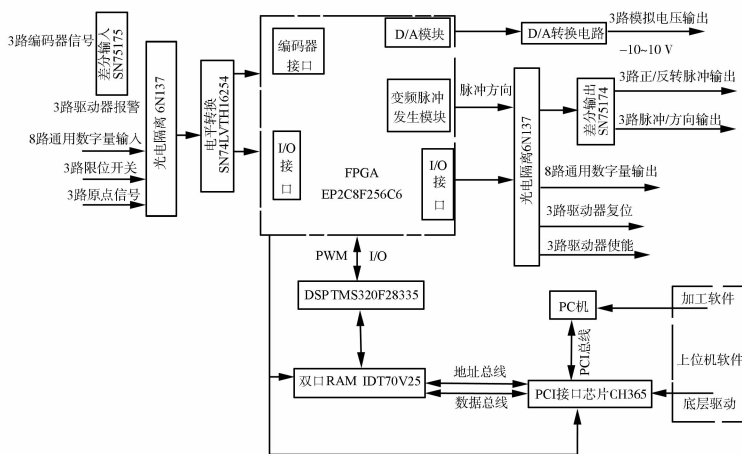 3路编码器信号
差分输入
SN75175
3路驱动器报警
8路通用数字量输入
3路限位开关
3路原点信号
光电隔离 6N137
电平转换
SN74LVTH16254
编码器
接口
I/O
接口
FPGA
EP2C8F256C6
D/A模块
变频脉冲
发生模块
I/O
接口
D/A转换电路
3路模拟电压输出
−10~10 V
脉冲方向
光电隔离6N137
差分输出
SN75174
3路正/反转脉冲输出
3路脉冲/方向输出
8路通用数字量输出
3路驱动器复位
3路驱动器使能
PWM
I/O
DSPTMS320F28335
双口RAM IDT70V25
地址总线
数据总线
PC机
PCI总线
PCI接口芯片CH365
加工软件
上位机软件
底层驱动